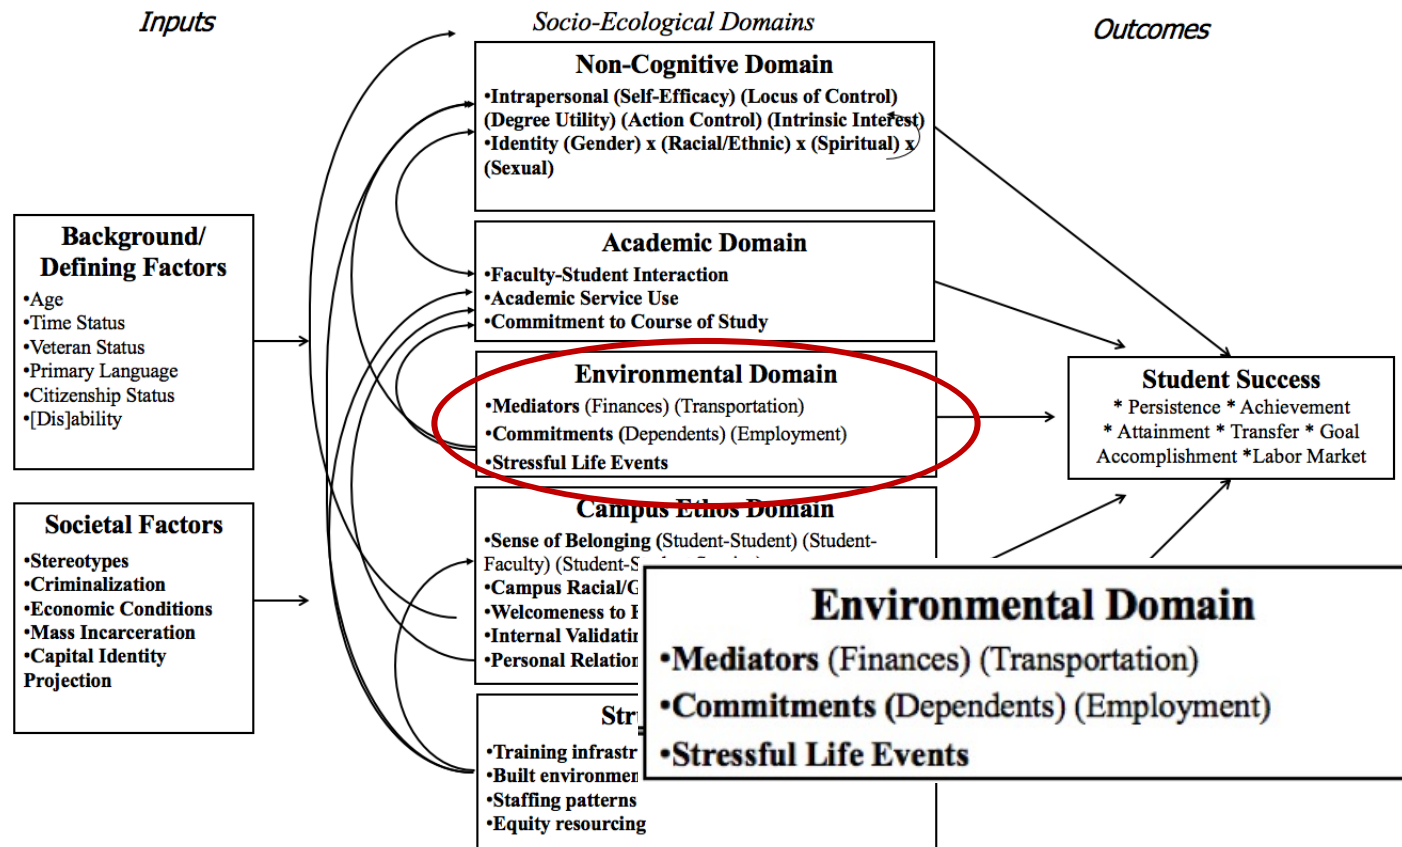 Inputs
Socio-Ecological Domains
Outcomes
Non-Cognitive Domain
•Intrapersonal (Self-Efficacy) (Locus of Control)
(Degree Utility) (Action Control) (Intrinsic Interest)
•Identity (Gender) x (Racial/Ethnic) x (Spiritual) x
(Sexual)
Background/
Defining Factors
•Age
•Time Status
•Veteran Status
•Primary Language
•Citizenship Status
•[Dis]ability
Academic Domain
•Faculty-Student Interaction
•Academic Service Use
•Commitment to Course of Study
Environmental Domain
•Mediators (Finances) (Transportation)
•Commitments (Dependents) (Employment)
•Stressful Life Events
Student Success
* Persistence * Achievement
* Attainment * Transfer * Goal
Accomplishment *Labor Market
Societal Factors
•Stereotypes
•Criminalization
•Economic Conditions
•Mass Incarceration
•Capital Identity
Projection
Campus Ethos Domain
•Sense of Belonging (Student-Student) (Student-
Faculty) (Student-
•Campus Racial/G
•Welcomeness to
•Internal Validatin
•Personal Relation
•Training infrastr
•Built environmen
•Staffing patterns
•Equity resourcing
Environmental Domain
•Mediators (Finances) (Transportation)
•Commitments (Dependents) (Employment)
•Stressful Life Events